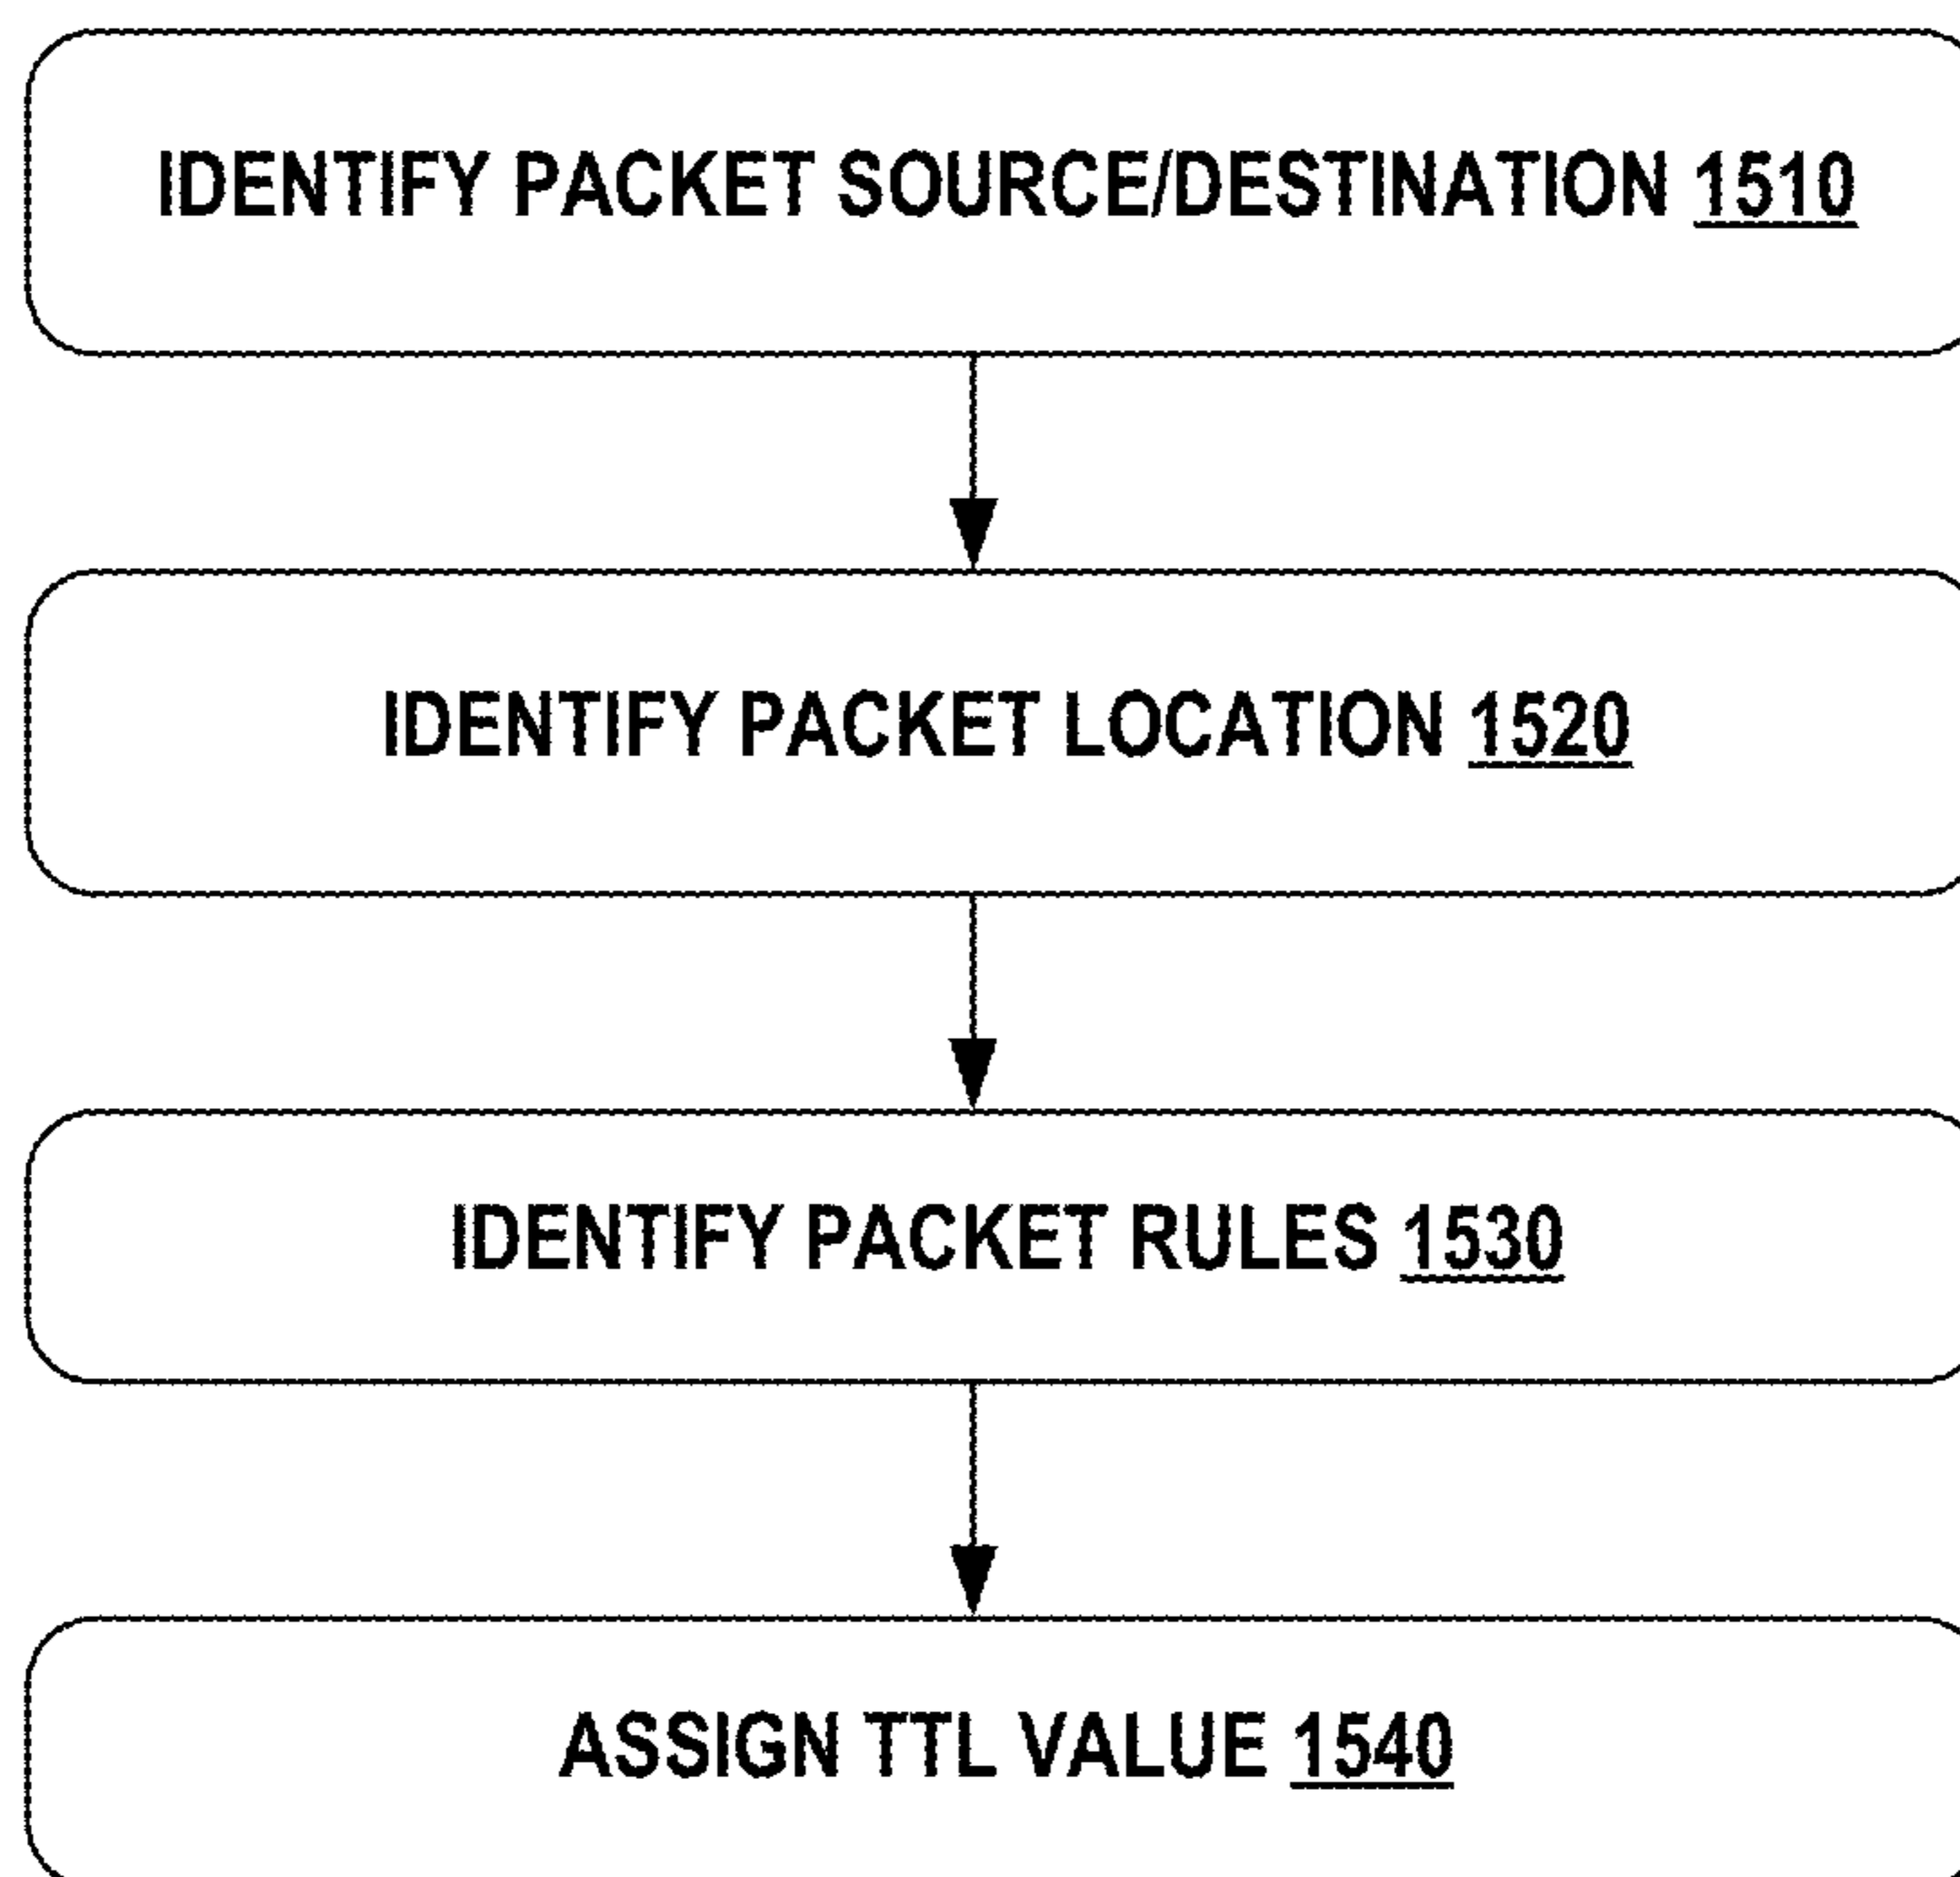 IDENTIFY PACKET SOURCE/DESTINATION 1510
IDENTIFY PACKET LOCATION 1520
IDENTIFY PACKET RULES 1530
ASSIGN TTL VALUE 1540